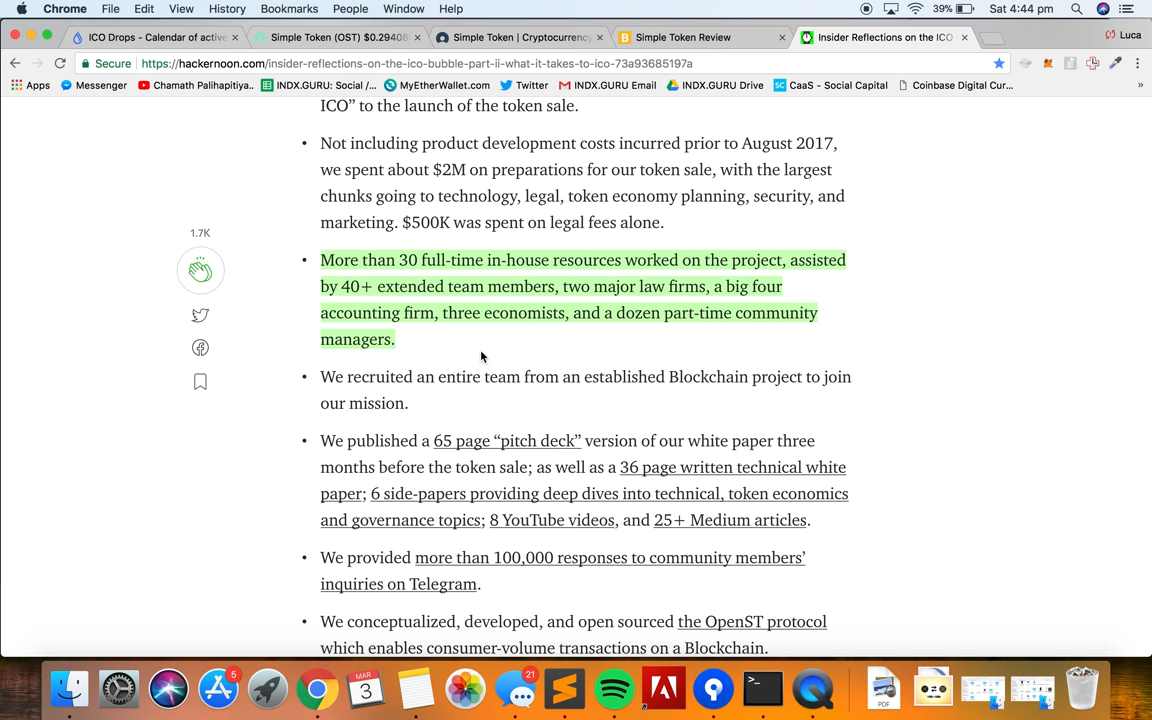 Chrome File Edit View History Bookmarks People Window Help 39% Sat 4:44 pm
ICO Drops - Calendar of active Simple Token (OST) $0.2940 Simple Token | Cryptocurrency Simple Token Review Insider Reflections on the ICO Luca
Secure https://hackernoon.com/insider-reflections-on-the-ico-bubble-part-ii-what-it-takes-to-ico-73a93685197a
Apps Messenger Chamath Palihapitiya... INDX.GURU: Social /... MyEtherWallet.com Twitter INDX.GURU Email INDX.GURU Drive SC CaaS - Social Capital Coinbase Digital Cur... »
ICO” to the launch of the token sale.
• Not including product development costs incurred prior to August 2017,
we spent about $2M on preparations for our token sale, with the largest
chunks going to technology, legal, token economy planning, security, and
marketing. $500K was spent on legal fees alone.
1.7K
• More than 30 full-time in-house resources worked on the project, assisted
by 40+ extended team members, two major law firms, a big four
accounting firm, three economists, and a dozen part-time community
managers.
• We recruited an entire team from an established Blockchain project to join
our mission.
• We published a 65 page “pitch deck” version of our white paper three
months before the token sale; as well as a 36 page written technical white
paper; 6 side-papers providing deep dives into technical, token economics
and governance topics; 8 YouTube videos, and 25+ Medium articles.
• We provided more than 100,000 responses to community members’
inquiries on Telegram.
• We conceptualized, developed, and open sourced the OpenST protocol
which enables consumer-volume transactions on a Blockchain.
5 MAR 3 21 PDF